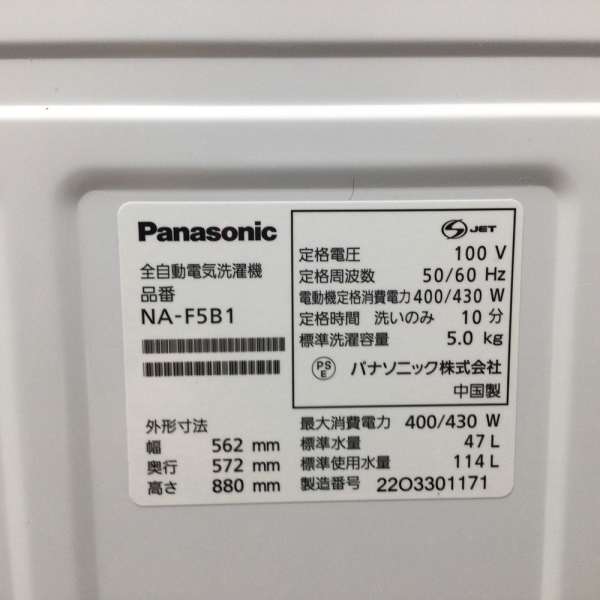 Panasonic
全自動電気洗濯機
品番
NA-F5B1
外形寸法
幅 562 mm
奥行 572 mm
高さ 880 mm
S JET
定格電圧 100 V
定格周波数 50/60 Hz
電動機定格消費電力 400/430 W
定格時間 洗いのみ 10 分
標準洗濯容量 5.0 kg
PS E パナソニック株式会社
中国製
最大消費電力 400/430 W
標準水量 47 L
標準使用水量 114 L
製造番号 22O3301171